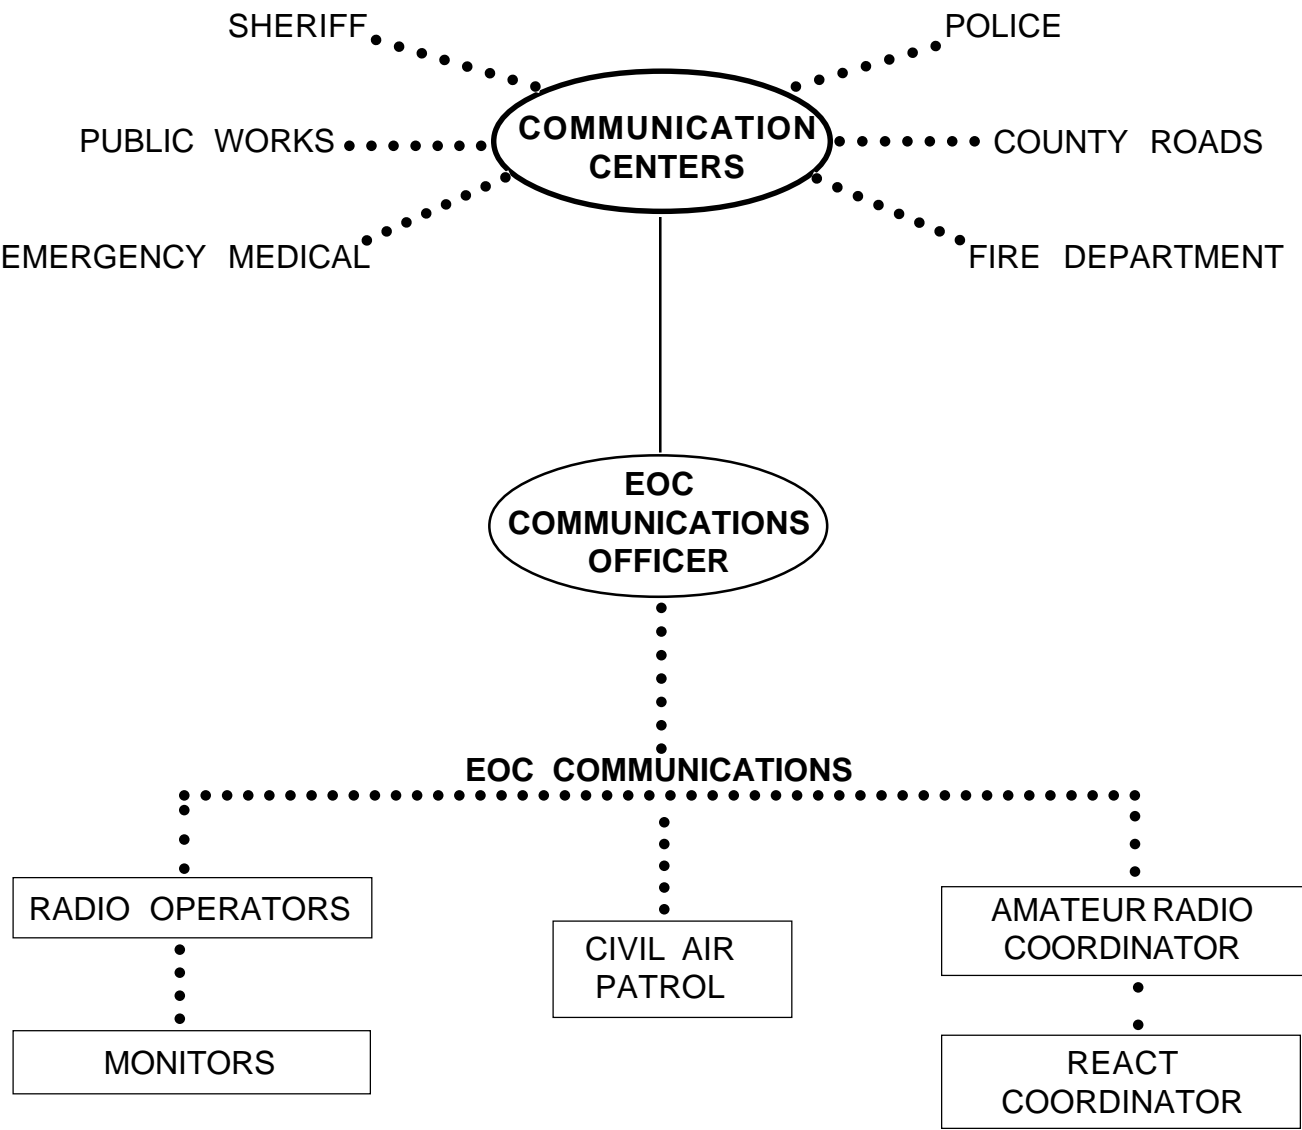 SHERIFF
POLICE
COMMUNICATION
CENTERS
PUBLIC WORKS
COUNTY ROADS
EMERGENCY MEDICAL
FIRE DEPARTMENT
EOC
COMMUNICATIONS
OFFICER
EOC COMMUNICATIONS
RADIO OPERATORS
CIVIL AIR
PATROL
AMATEUR RADIO
COORDINATOR
MONITORS
REACT
COORDINATOR